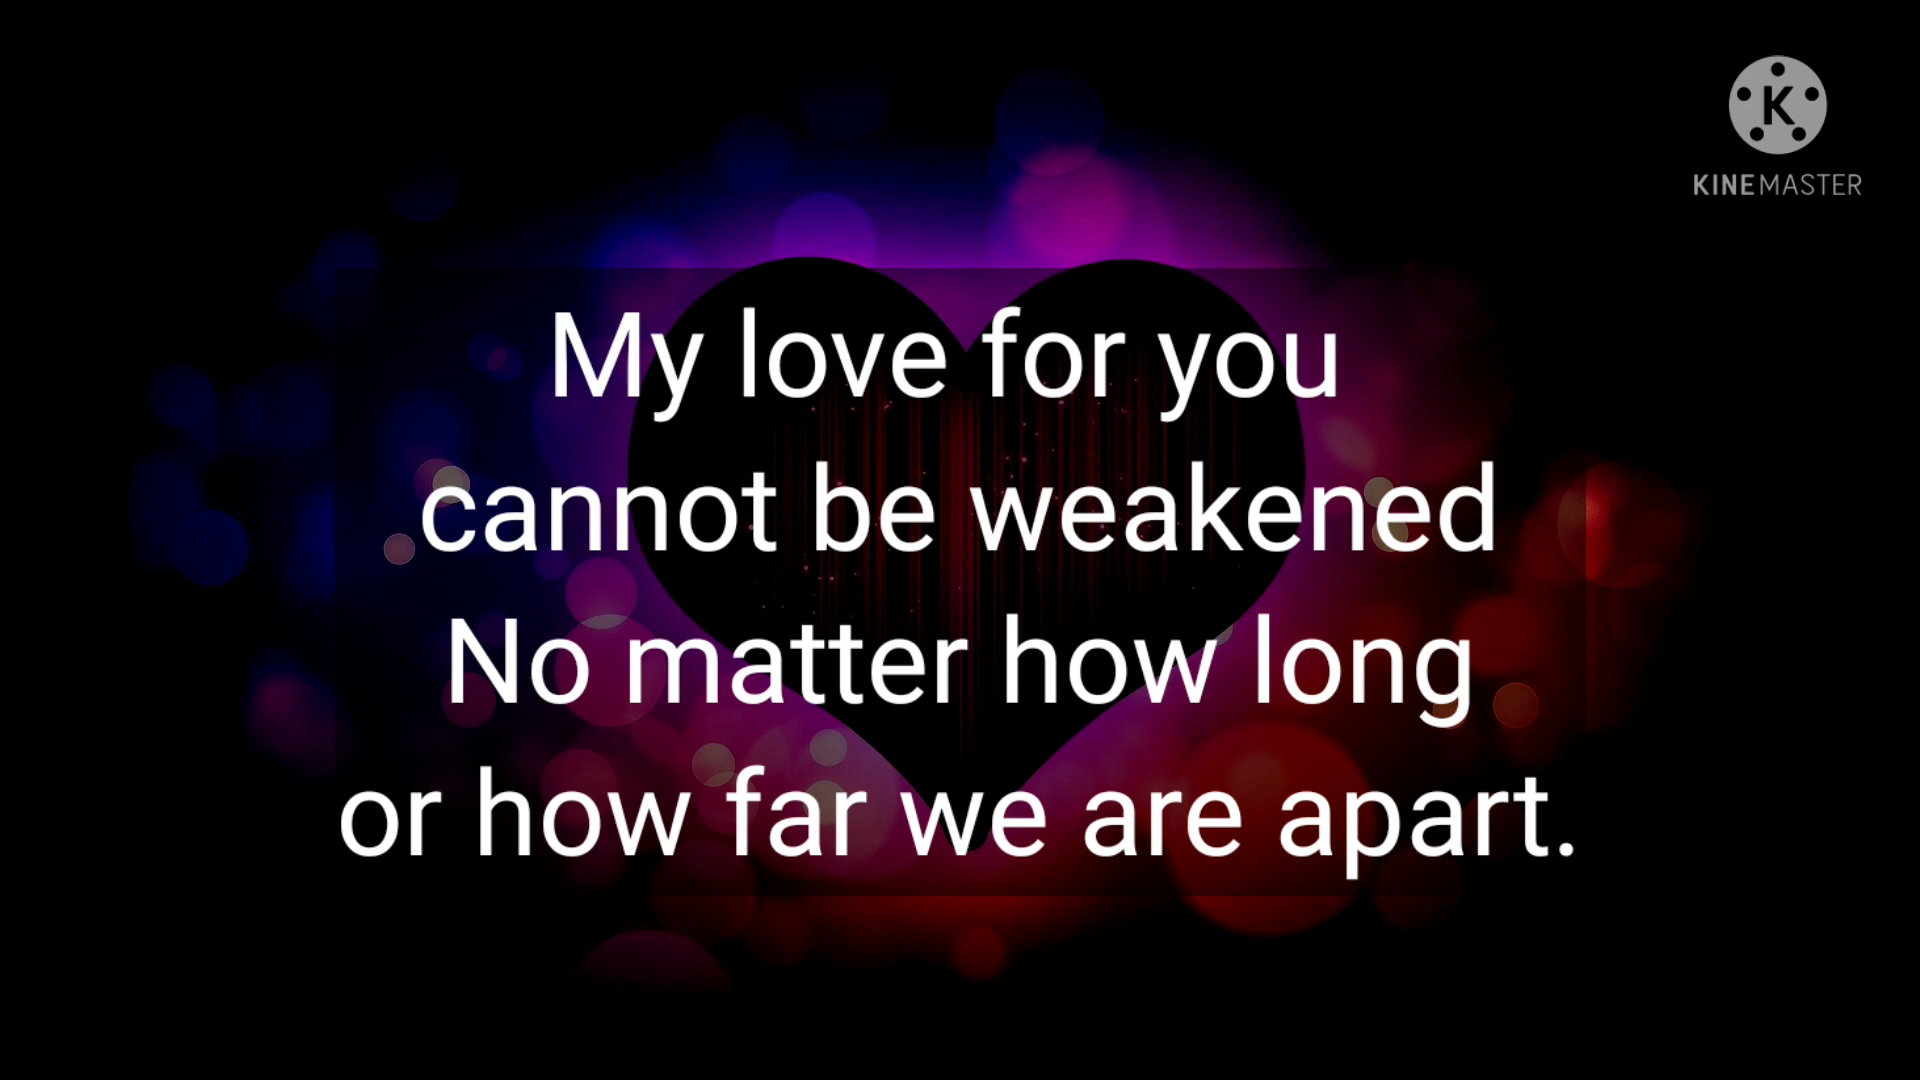 K
KINEMASTER
My love for you
cannot be weakened
No matter how long
or how far we are apart.